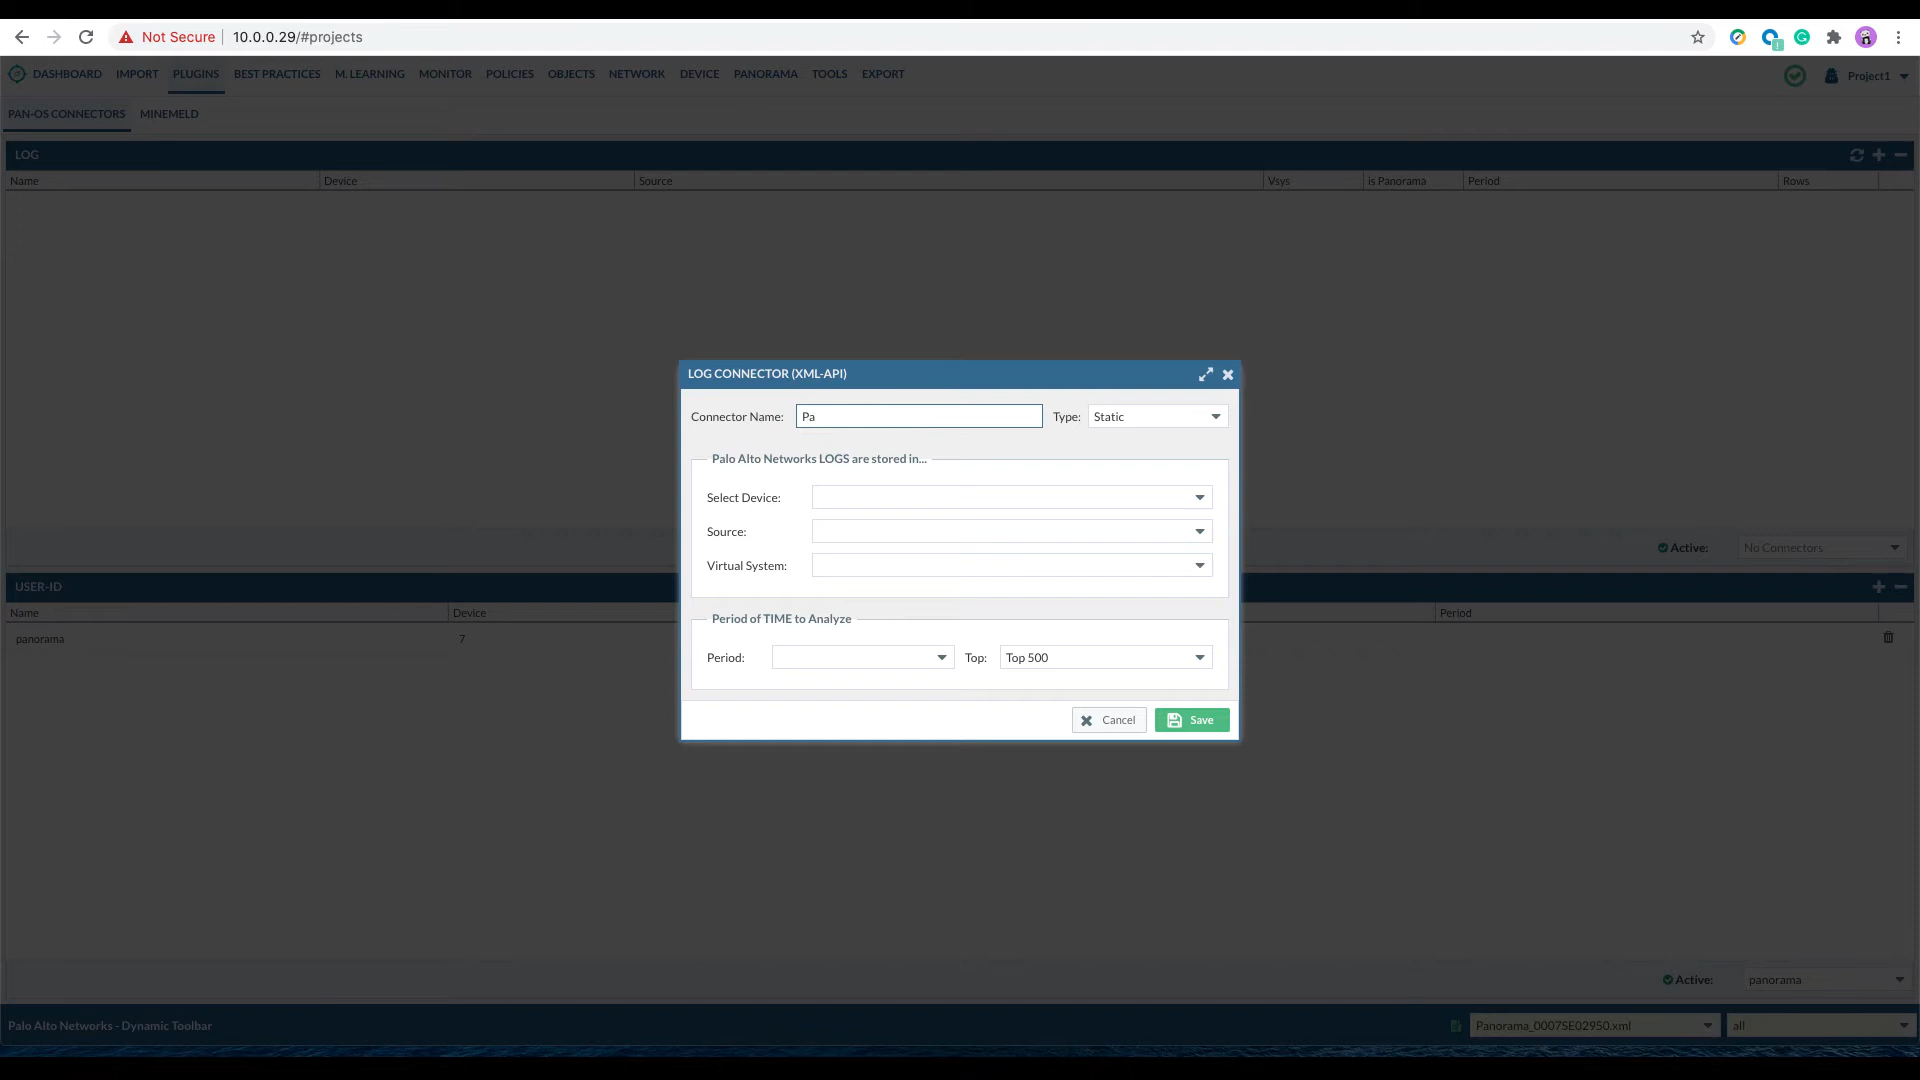 Not Secure 10.0.0.29/#projects
DASHBOARD IMPORT PLUGINS BEST PRACTICES M. LEARNING MONITOR POLICIES OBJECTS NETWORK DEVICE PANORAMA TOOLS EXPORT Project1
PAN-OS CONNECTORS MINEMELD
LOG
Name Device Source Vsys is Panorama Period Rows
LOG CONNECTOR (XML-API)
Connector Name: Pa Type: Static
Palo Alto Networks LOGS are stored in...
Select Device:
Source:
Virtual System:
Active: No Connectors
USER-ID
Name Device Period
panorama 7
Period of TIME to Analyze
Period: Top: Top 500
Cancel Save
Active: panorama
Palo Alto Networks - Dynamic Toolbar Panorama_0007SE02950.xml all